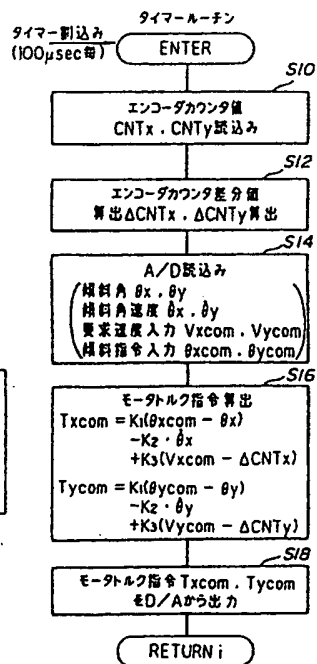 タイマールーチン
タイマー割込み
(100μsec毎)
ENTER
S10
エンコーダカウンタ値
CNTx . CNTy読込み
S12
エンコーダカウンタ差分値
算出ΔCNTx . ΔCNTy算出
S14
A/D読込み
傾斜角 θx . θy
傾斜角速度 θ̇x . θ̇y
要求速度入力 Vxcom . Vycom
傾斜指令入力 θxcom . θycom
S16
モータトルク指令算出
Txcom = K1(θxcom − θx)
−K2 · θ̇x
+K3(Vxcom − ΔCNTx)
Tycom = K1(θycom − θy)
−K2 · θ̇y
+K3(Vycom − ΔCNTy)
S18
モータトルク指令Txcom . Tycom
をD/Aから出力
RETURN i